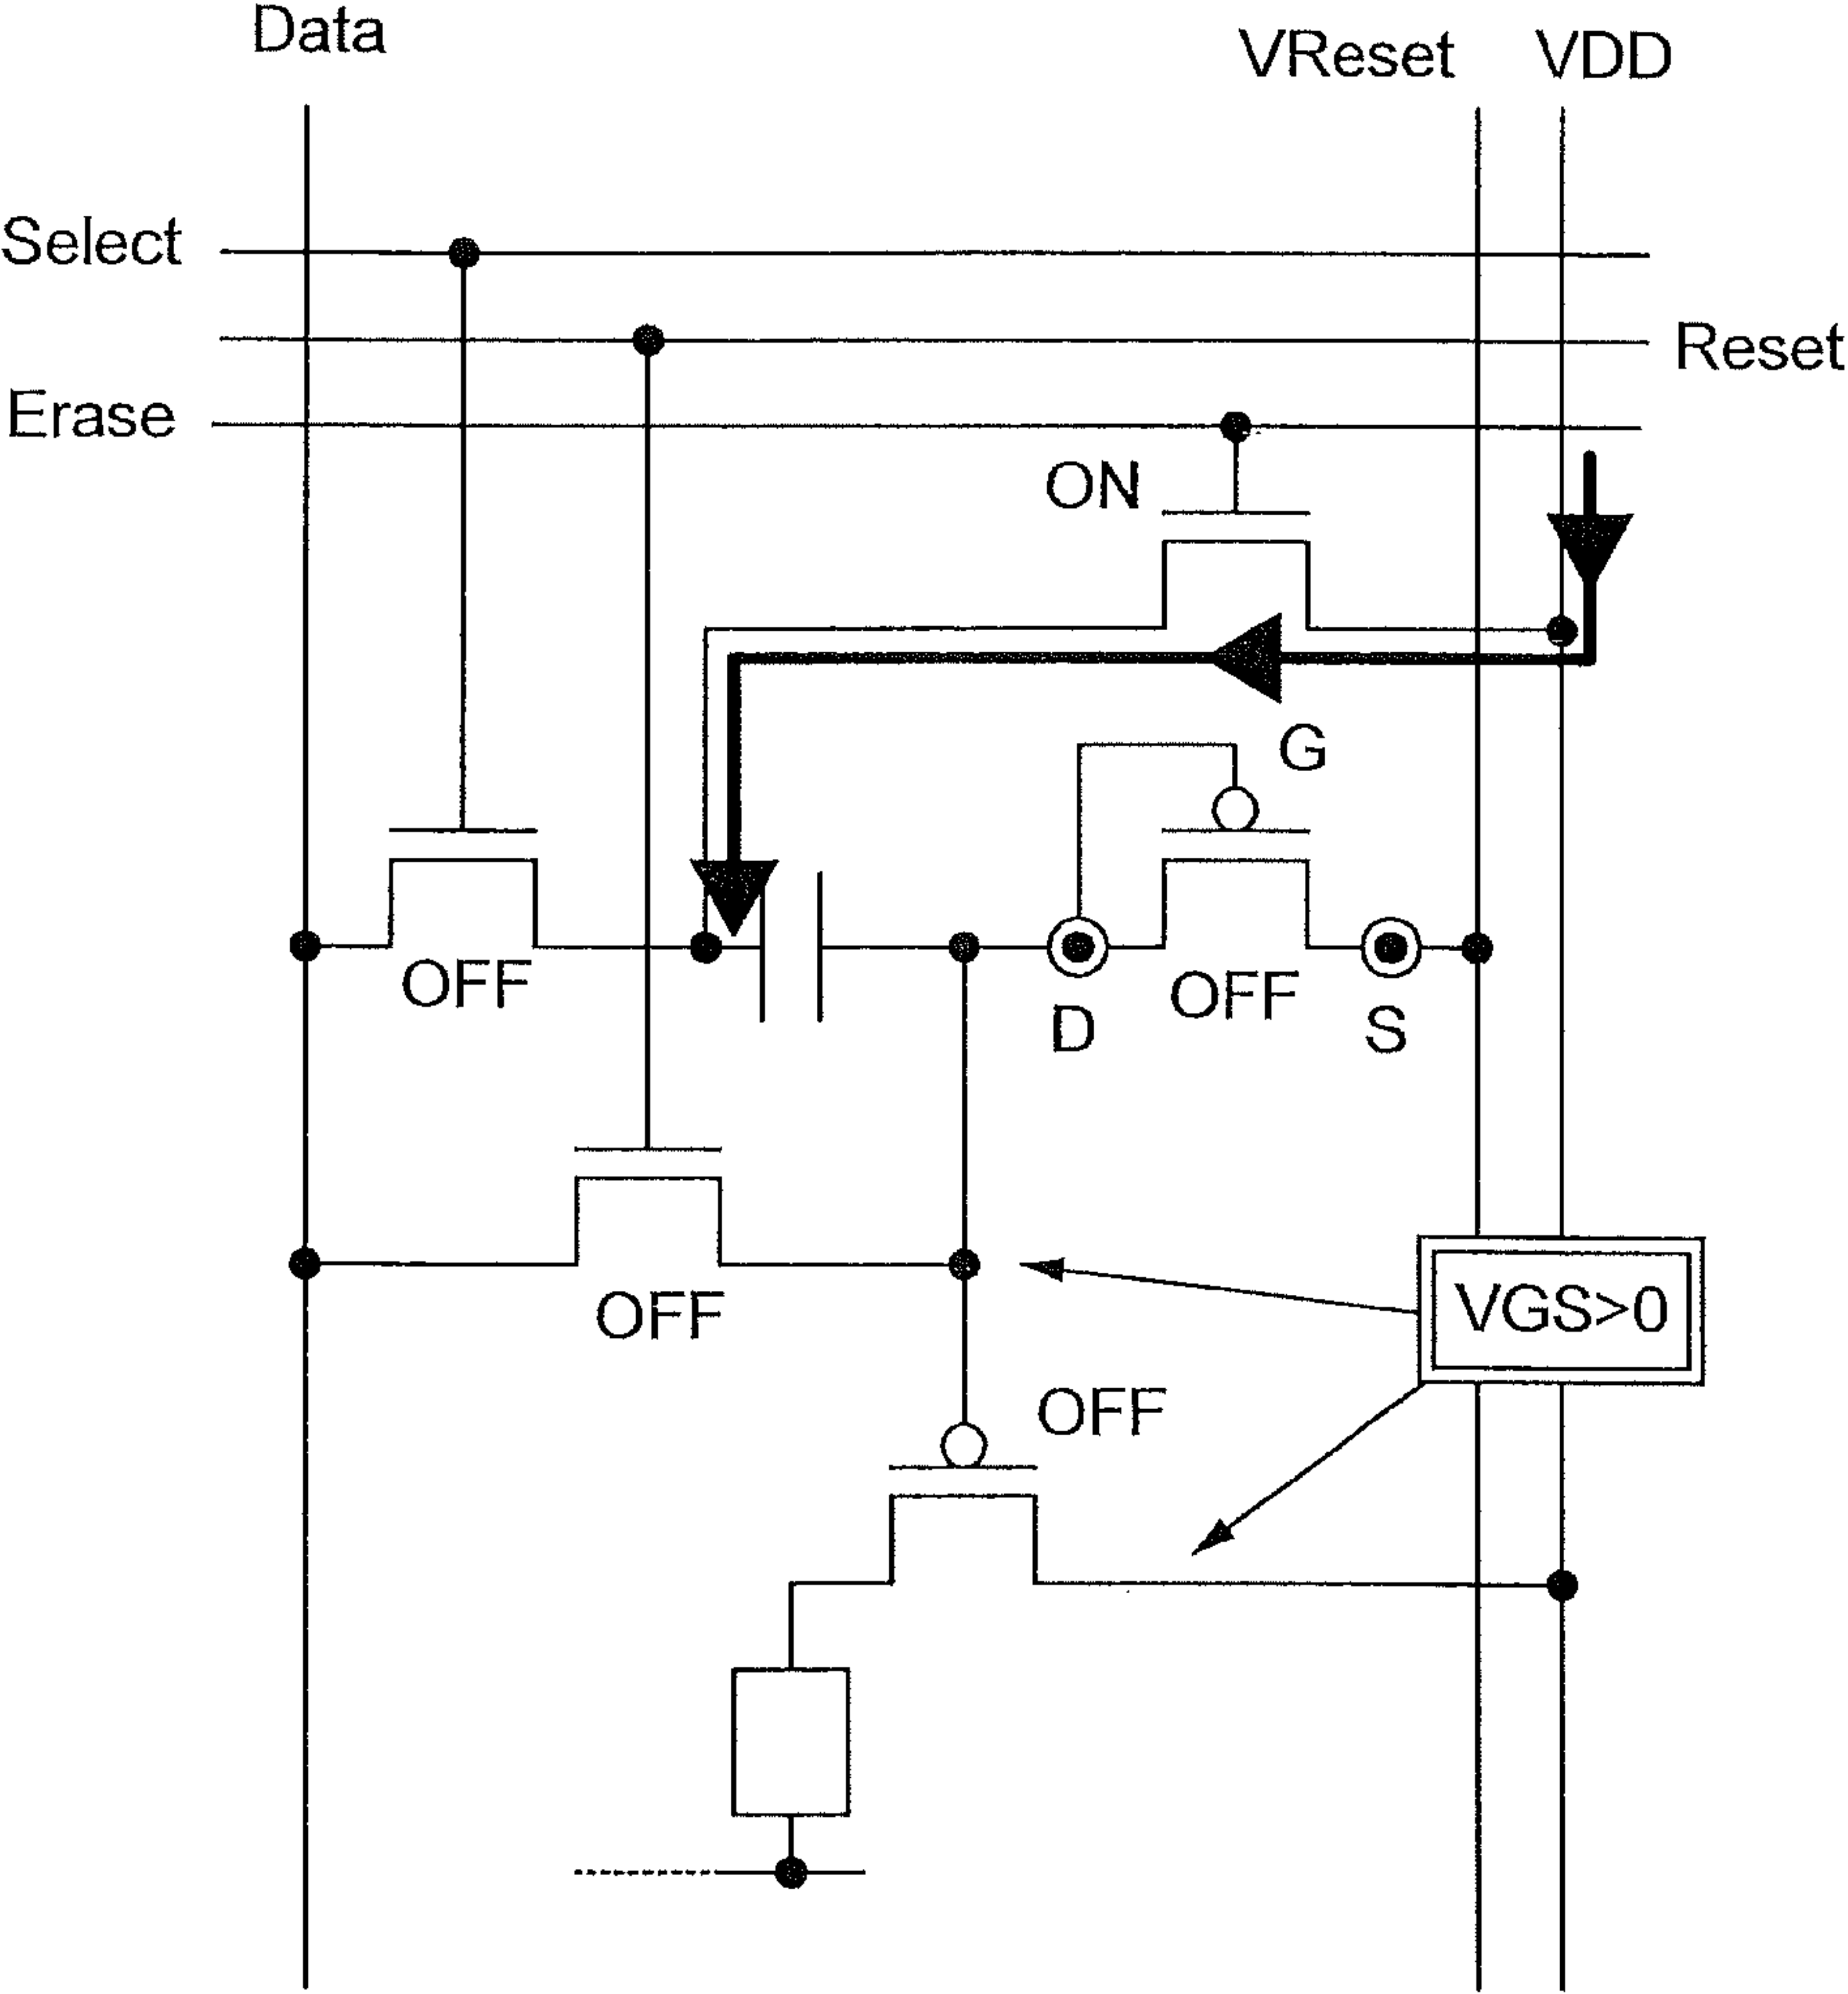 Data
VReset
VDD
Select
Reset
Erase
ON
G
OFF
D
OFF
S
OFF
VGS>0
OFF